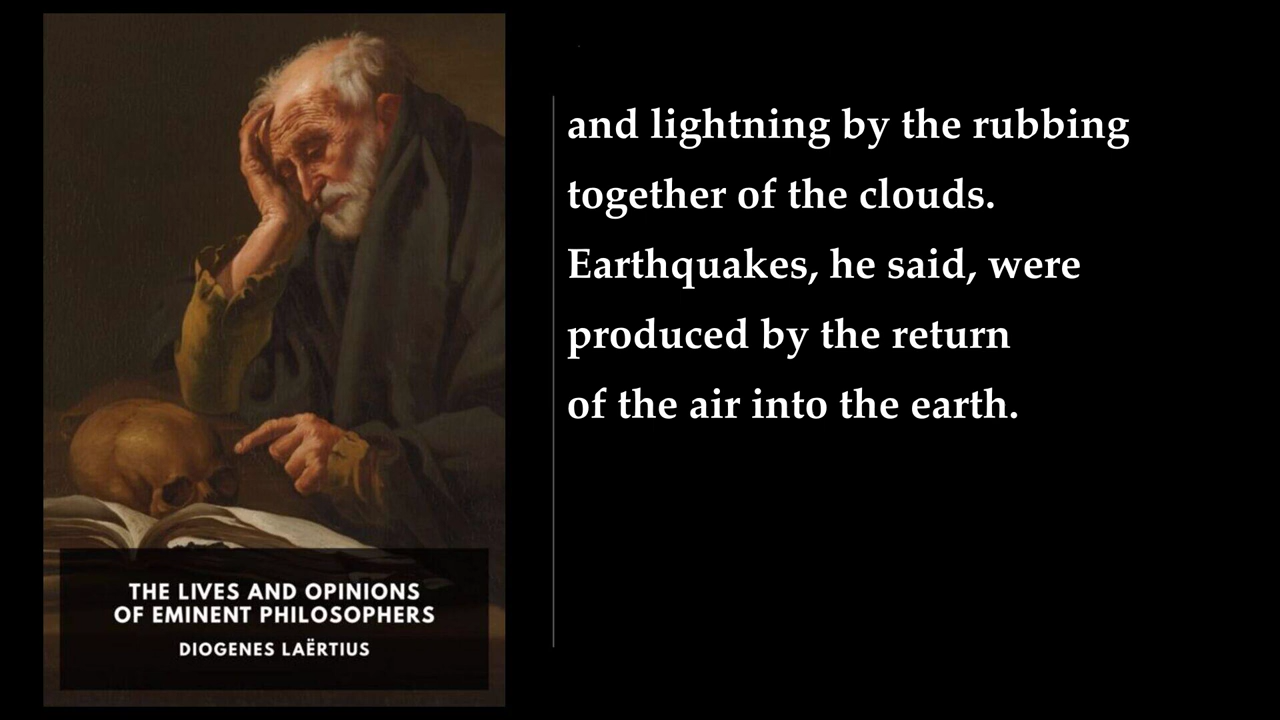 THE LIVES AND OPINIONS
OF EMINENT PHILOSOPHERS
DIOGENES LAËRTIUS
and lightning by the rubbing
together of the clouds.
Earthquakes, he said, were
produced by the return
of the air into the earth.